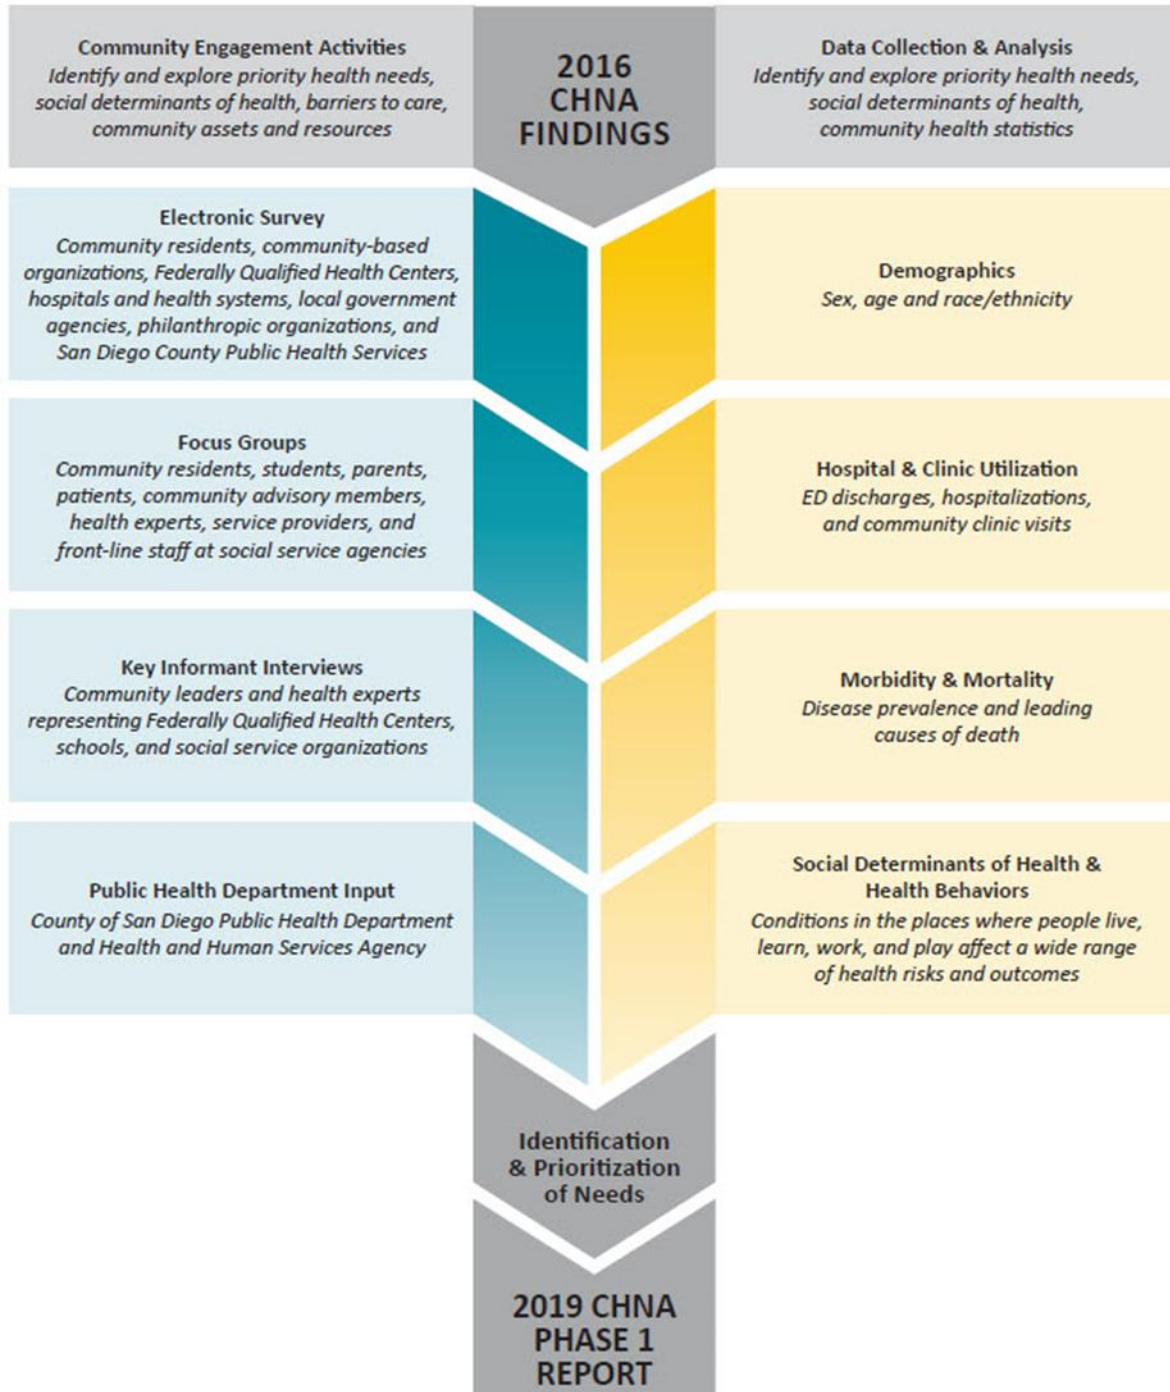 Community Engagement Activities
Identify and explore priority health needs,
social determinants of health, barriers to care,
community assets and resources
2016
CHNA
FINDINGS
Data Collection & Analysis
Identify and explore priority health needs,
social determinants of health,
community health statistics
Electronic Survey
Community residents, community-based
organizations, Federally Qualified Health Centers,
hospitals and health systems, local government
agencies, philanthropic organizations, and
San Diego County Public Health Services
Demographics
Sex, age and race/ethnicity
Focus Groups
Community residents, students, parents,
patients, community advisory members,
health experts, service providers, and
front-line staff at social service agencies
Hospital & Clinic Utilization
ED discharges, hospitalizations,
and community clinic visits
Key Informant Interviews
Community leaders and health experts
representing Federally Qualified Health Centers,
schools, and social service organizations
Morbidity & Mortality
Disease prevalence and leading
causes of death
Public Health Department Input
County of San Diego Public Health Department
and Health and Human Services Agency
Social Determinants of Health &
Health Behaviors
Conditions in the places where people live,
learn, work, and play affect a wide range
of health risks and outcomes
Identification
& Prioritization
of Needs
2019 CHNA
PHASE 1
REPORT